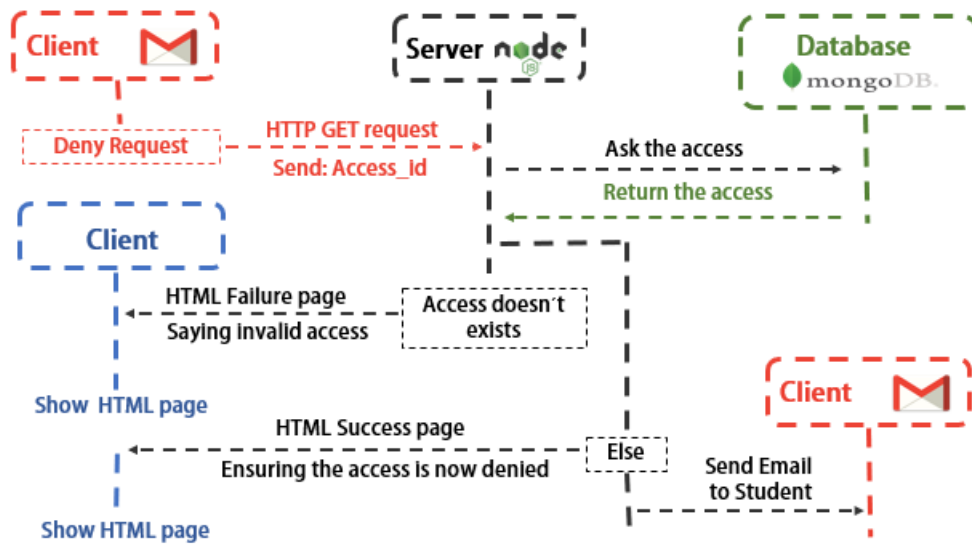 Client
Server node
JS
Database
mongoDB.
Deny Request
HTTP GET request
Send: Access_id
Ask the access
Return the access
Client
HTML Failure page
Saying invalid access
Access doesn´t
exists
Show HTML page
Client
HTML Success page
Ensuring the access is now denied
Else
Send Email
to Student
Show HTML page